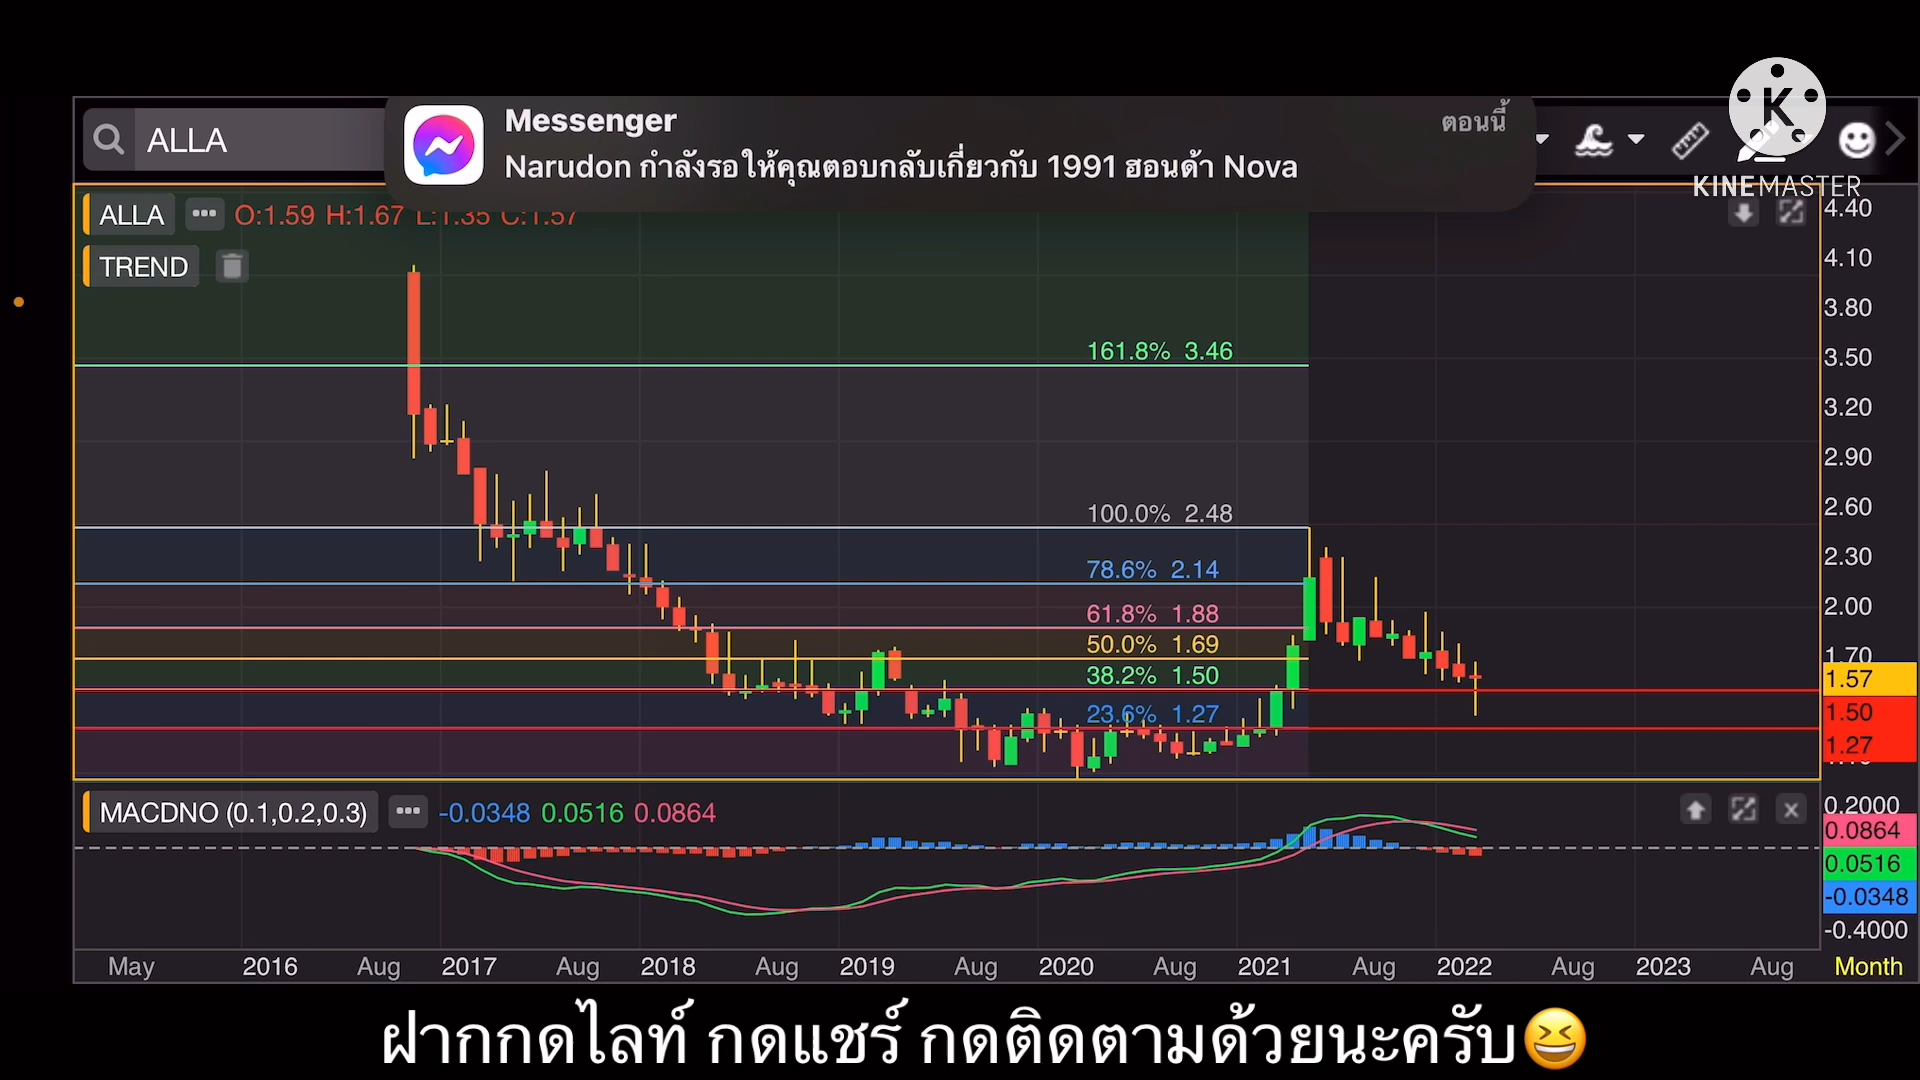 Messenger
ตอนนี้
Narudon กำลังรอให้คุณตอบกลับเกี่ยวกับ 1991 ฮอนด้า Nova
K
KINEMASTER
ALLA
ALLA ••• O:1.59 H:1.67 L:1.35 C:1.57
TREND
4.40
4.10
3.80
3.50
3.20
2.90
2.60
2.30
2.00
1.70
1.57
1.50
1.27
161.8% 3.46
100.0% 2.48
78.6% 2.14
61.8% 1.88
50.0% 1.69
38.2% 1.50
23.6% 1.27
MACDNO (0.1,0.2,0.3) ••• -0.0348 0.0516 0.0864
0.2000
0.0864
0.0516
-0.0348
-0.4000
May 2016 Aug 2017 Aug 2018 Aug 2019 Aug 2020 Aug 2021 Aug 2022 Aug 2023 Aug Month
ฝากกดไลท์ กดแชร์ กดติดตามด้วยนะครับ😆